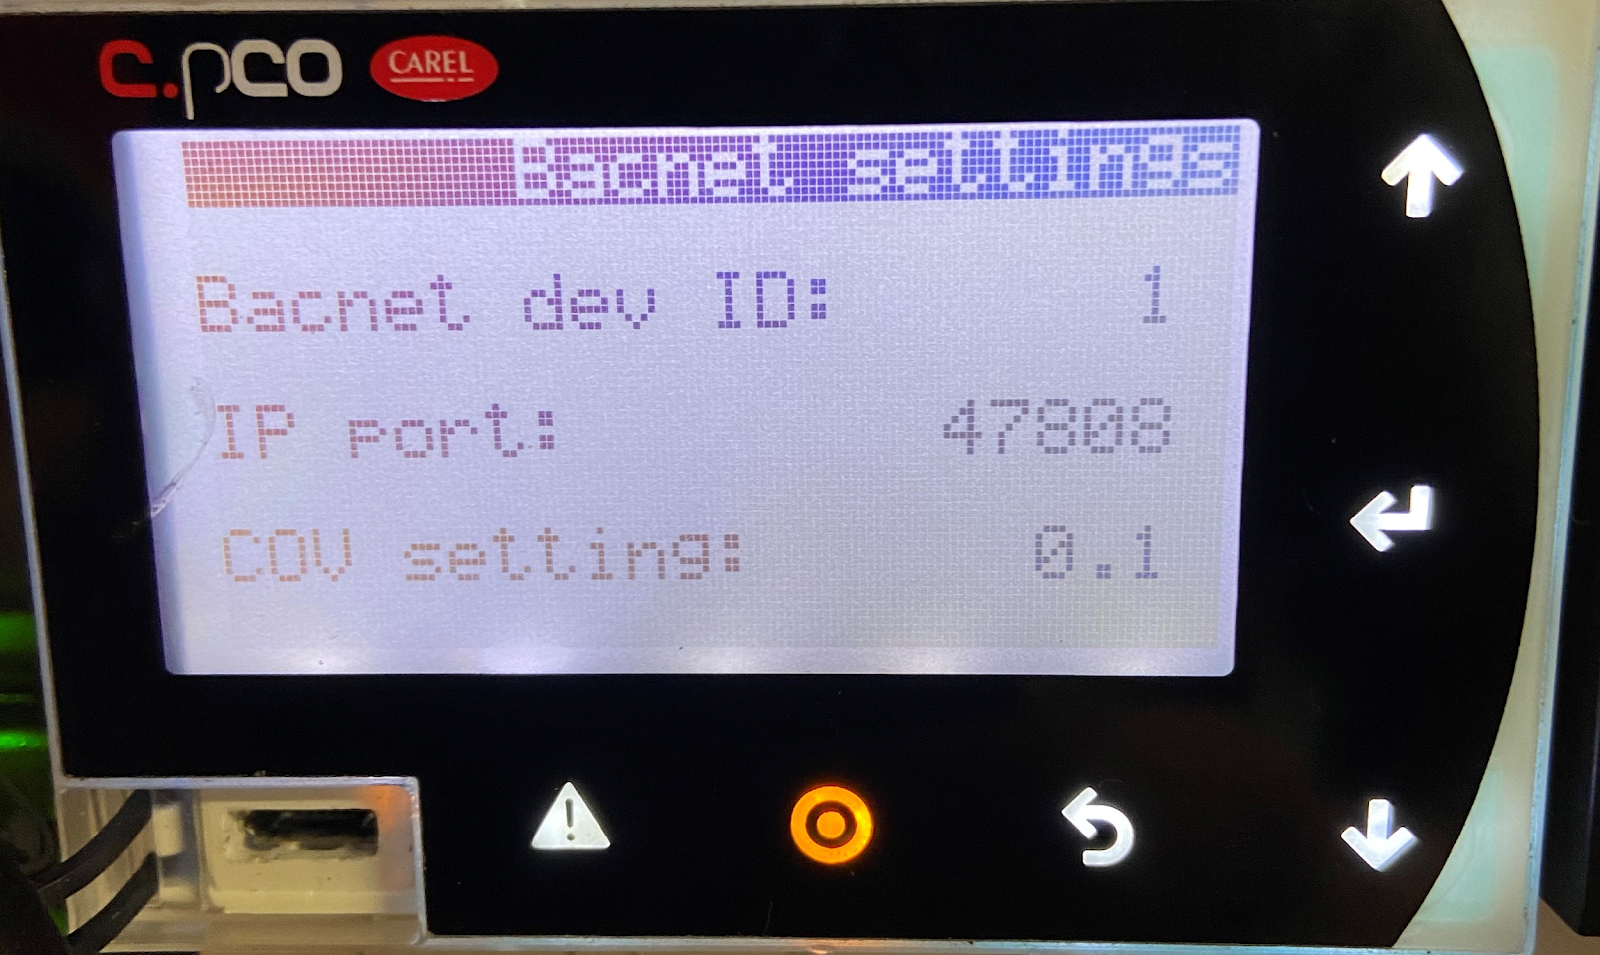 c.pco CAREL
Bacnet settings
Bacnet dev ID: 1
IP port: 47808
COV setting: 0.1